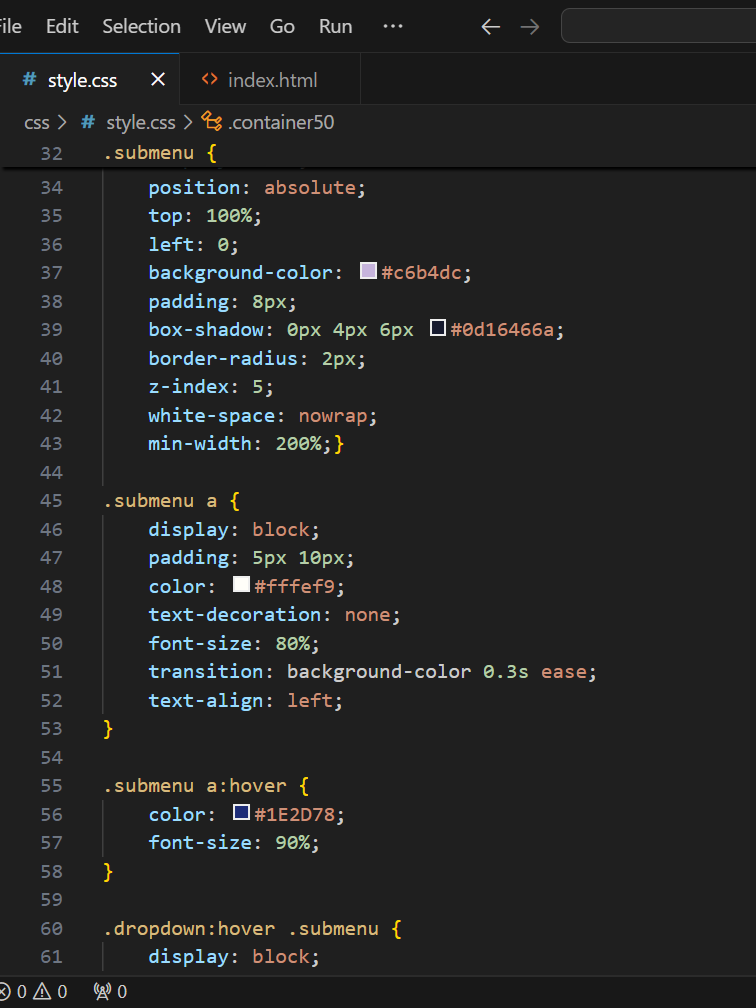 ile Edit Selection View Go Run ...
# style.css × <> index.html
css > # style.css > .container50
32 .submenu {
34 position: absolute;
35 top: 100%;
36 left: 0;
37 background-color: #c6b4dc;
38 padding: 8px;
39 box-shadow: 0px 4px 6px #0d16466a;
40 border-radius: 2px;
41 z-index: 5;
42 white-space: nowrap;
43 min-width: 200%;}
44
45 .submenu a {
46 display: block;
47 padding: 5px 10px;
48 color: #fffef9;
49 text-decoration: none;
50 font-size: 80%;
51 transition: background-color 0.3s ease;
52 text-align: left;
53 }
54
55 .submenu a:hover {
56 color: #1E2D78;
57 font-size: 90%;
58 }
59
60 .dropdown:hover .submenu {
61 display: block;
0 0 0